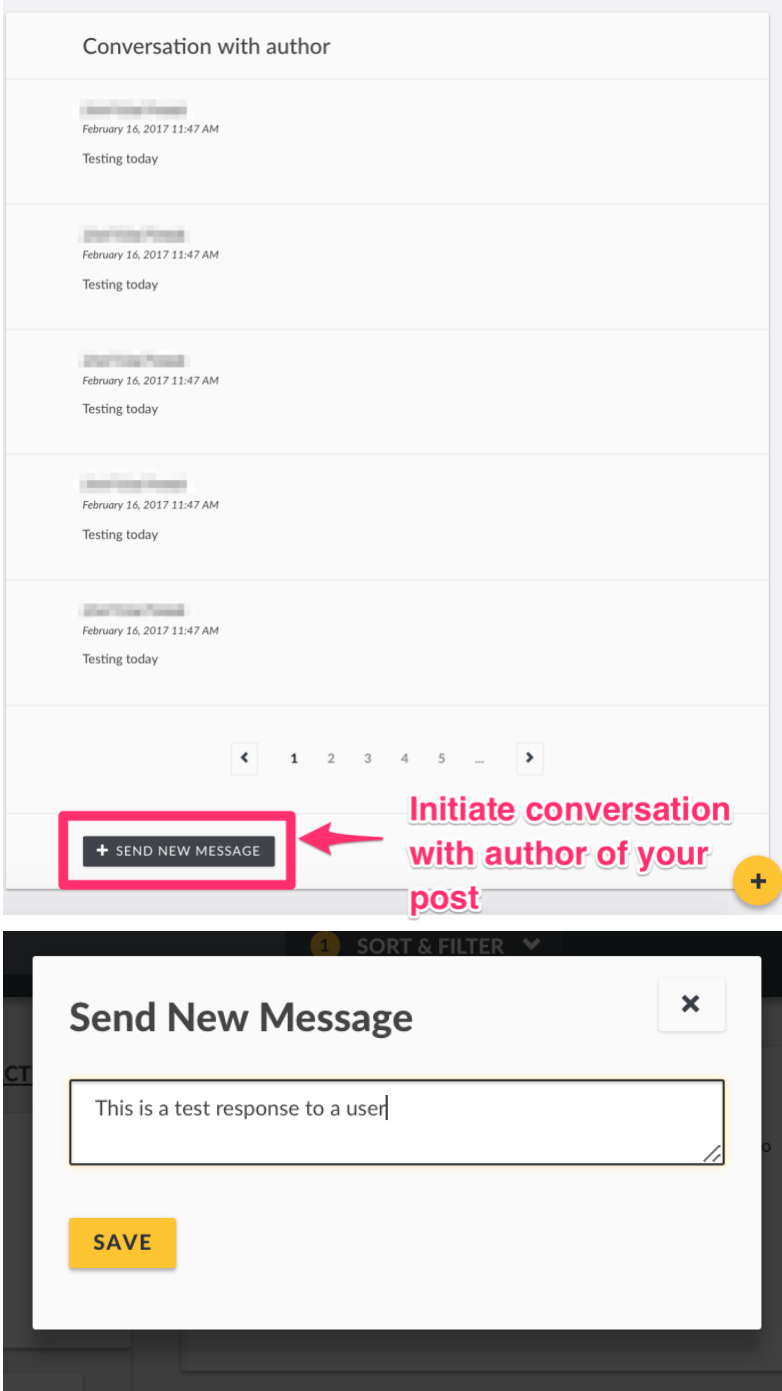 Conversation with author
February 16, 2017 11:47 AM
Testing today
February 16, 2017 11:47 AM
Testing today
February 16, 2017 11:47 AM
Testing today
February 16, 2017 11:47 AM
Testing today
February 16, 2017 11:47 AM
Testing today
1 2 3 4 5 ...
+ SEND NEW MESSAGE
Initiate conversation
with author of your
post
+
1 SORT & FILTER
Send New Message
CT
This is a test response to a user
o
SAVE